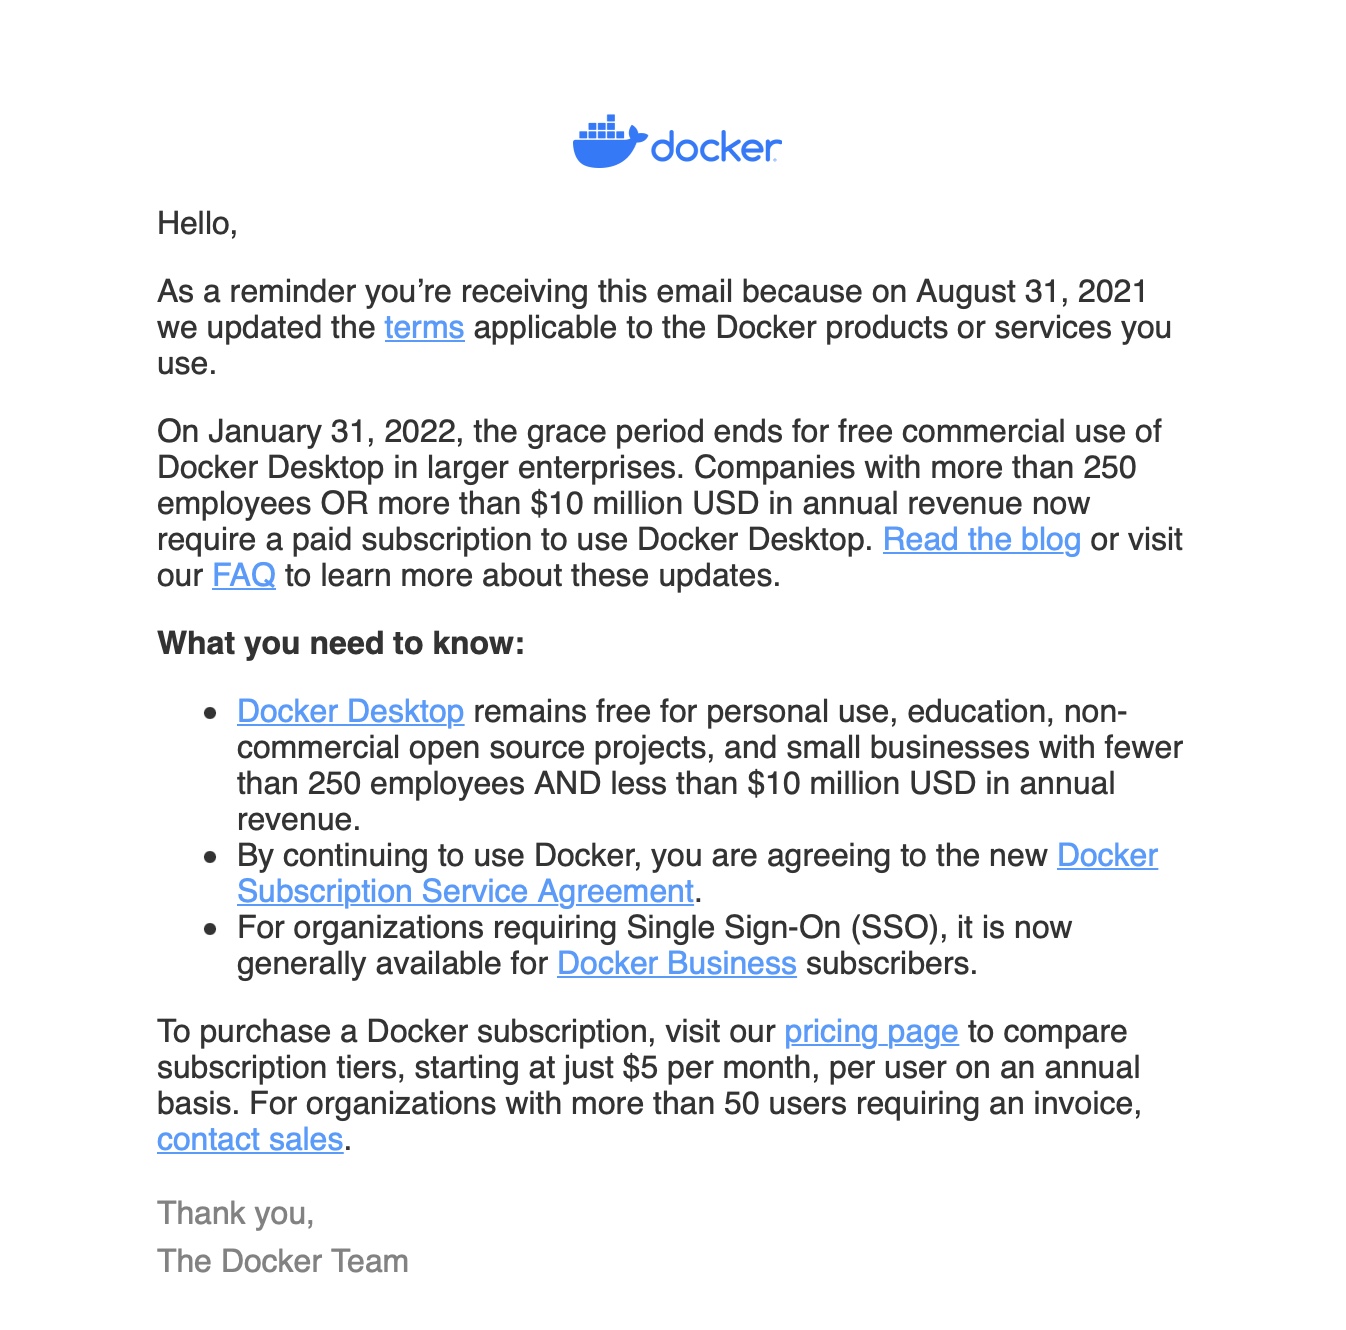 docker
Hello,
As a reminder you’re receiving this email because on August 31, 2021
we updated the terms applicable to the Docker products or services you
use.
On January 31, 2022, the grace period ends for free commercial use of
Docker Desktop in larger enterprises. Companies with more than 250
employees OR more than $10 million USD in annual revenue now
require a paid subscription to use Docker Desktop. Read the blog or visit
our FAQ to learn more about these updates.
What you need to know:
• Docker Desktop remains free for personal use, education, non-
commercial open source projects, and small businesses with fewer
than 250 employees AND less than $10 million USD in annual
revenue.
• By continuing to use Docker, you are agreeing to the new Docker
Subscription Service Agreement.
• For organizations requiring Single Sign-On (SSO), it is now
generally available for Docker Business subscribers.
To purchase a Docker subscription, visit our pricing page to compare
subscription tiers, starting at just $5 per month, per user on an annual
basis. For organizations with more than 50 users requiring an invoice,
contact sales.
Thank you,
The Docker Team